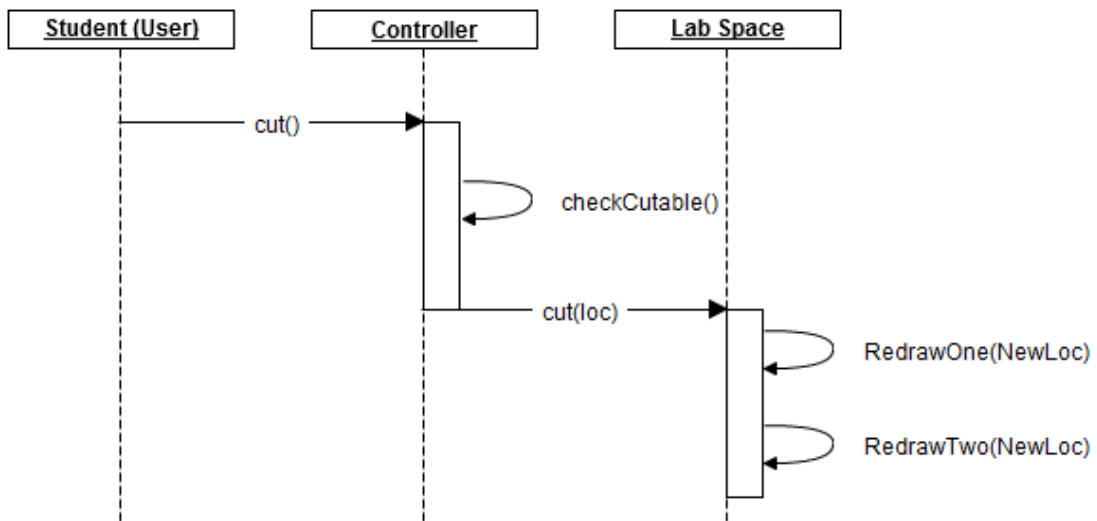 Student (User)
Controller
Lab Space
cut()
checkCutable()
cut(loc)
RedrawOne(NewLoc)
RedrawTwo(NewLoc)